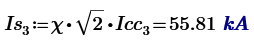 Is₃ := χ • √2 • Icc₃ = 55.81 kA